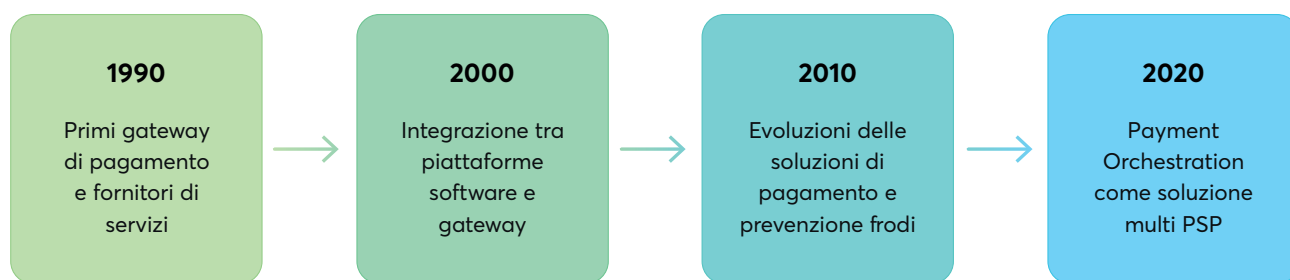 1990
Primi gateway
di pagamento
e fornitori di
servizi
2000
Integrazione tra
piattaforme
software e
gateway
2010
Evoluzioni delle
soluzioni di
pagamento e
prevenzione frodi
2020
Payment
Orchestration
come soluzione
multi PSP